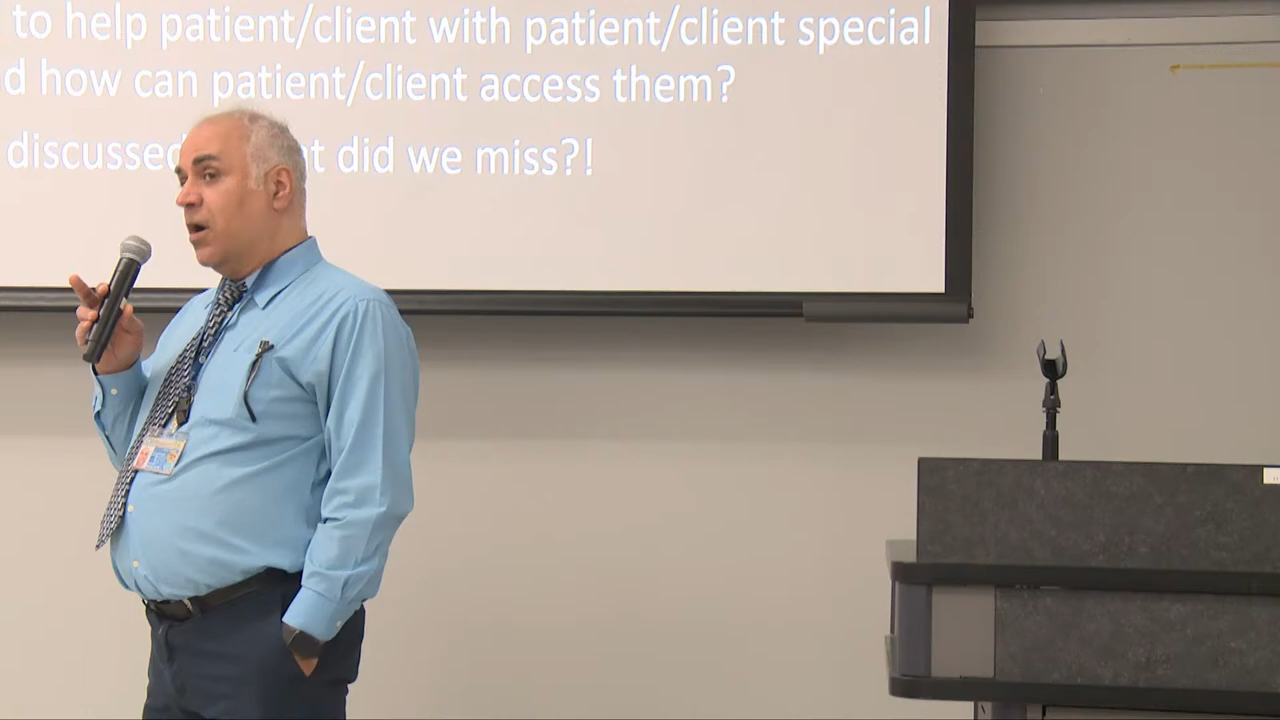 to help patient/client with patient/client special
d how can patient/client access them?
discussed t did we miss?!